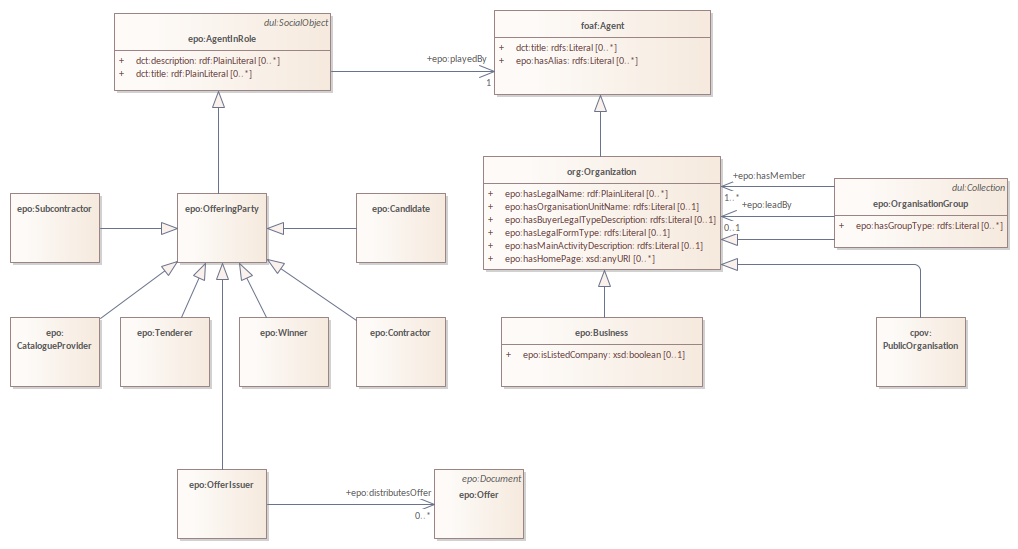 dul:SocialObject
epo:AgentInRole
+ dct:description: rdf:PlainLiteral [0..*]
+ dct:title: rdf:PlainLiteral [0..*]
+epo:playedBy
1
foaf:Agent
+ dct:title: rdfs:Literal [0..*]
+ epo:hasAlias: rdfs:Literal [0..*]
org:Organization
+ epo:hasLegalName: rdf:PlainLiteral [0..*]
+ epo:hasOrganisationUnitName: rdfs:Literal [0..1]
+ epo:hasBuyerLegalTypeDescription: rdfs:Literal [0..1]
+ epo:hasLegalFormType: rdfs:Literal [0..1]
+ epo:hasMainActivityDescription: rdfs:Literal [0..1]
+ epo:hasHomePage: xsd:anyURI [0..*]
+epo:hasMember
1..*
+epo:leadBy
0..1
dul:Collection
epo:OrganisationGroup
+ epo:hasGroupType: rdfs:Literal [0..*]
epo:Subcontractor
epo:OfferingParty
epo:Candidate
epo:
CatalogueProvider
epo:Tenderer
epo:Winner
epo:Contractor
epo:Business
+ epo:isListedCompany: xsd:boolean [0..1]
cpov:
PublicOrganisation
epo:OfferIssuer
+epo:distributesOffer
0..*
epo:Document
epo:Offer